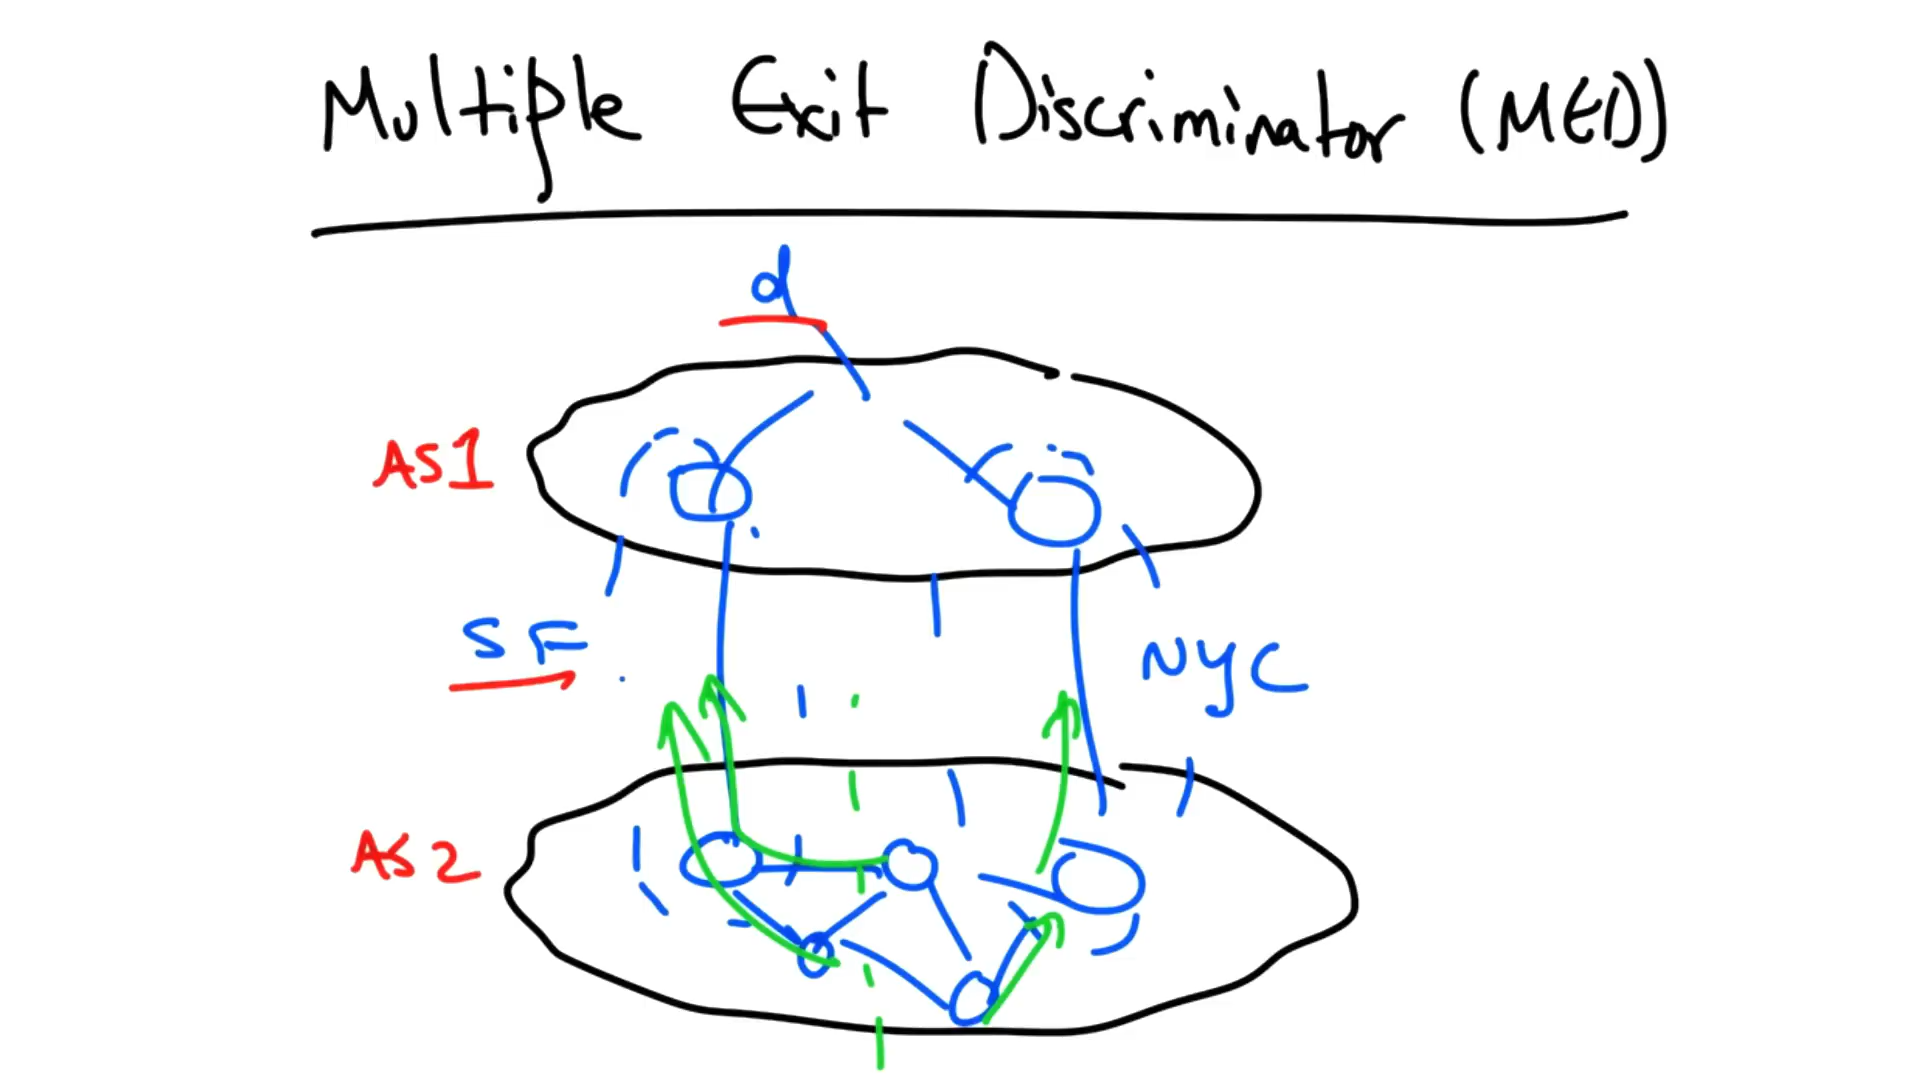 Multiple Exit Discriminator (MED)
d
AS1
SF
NYC
AS2